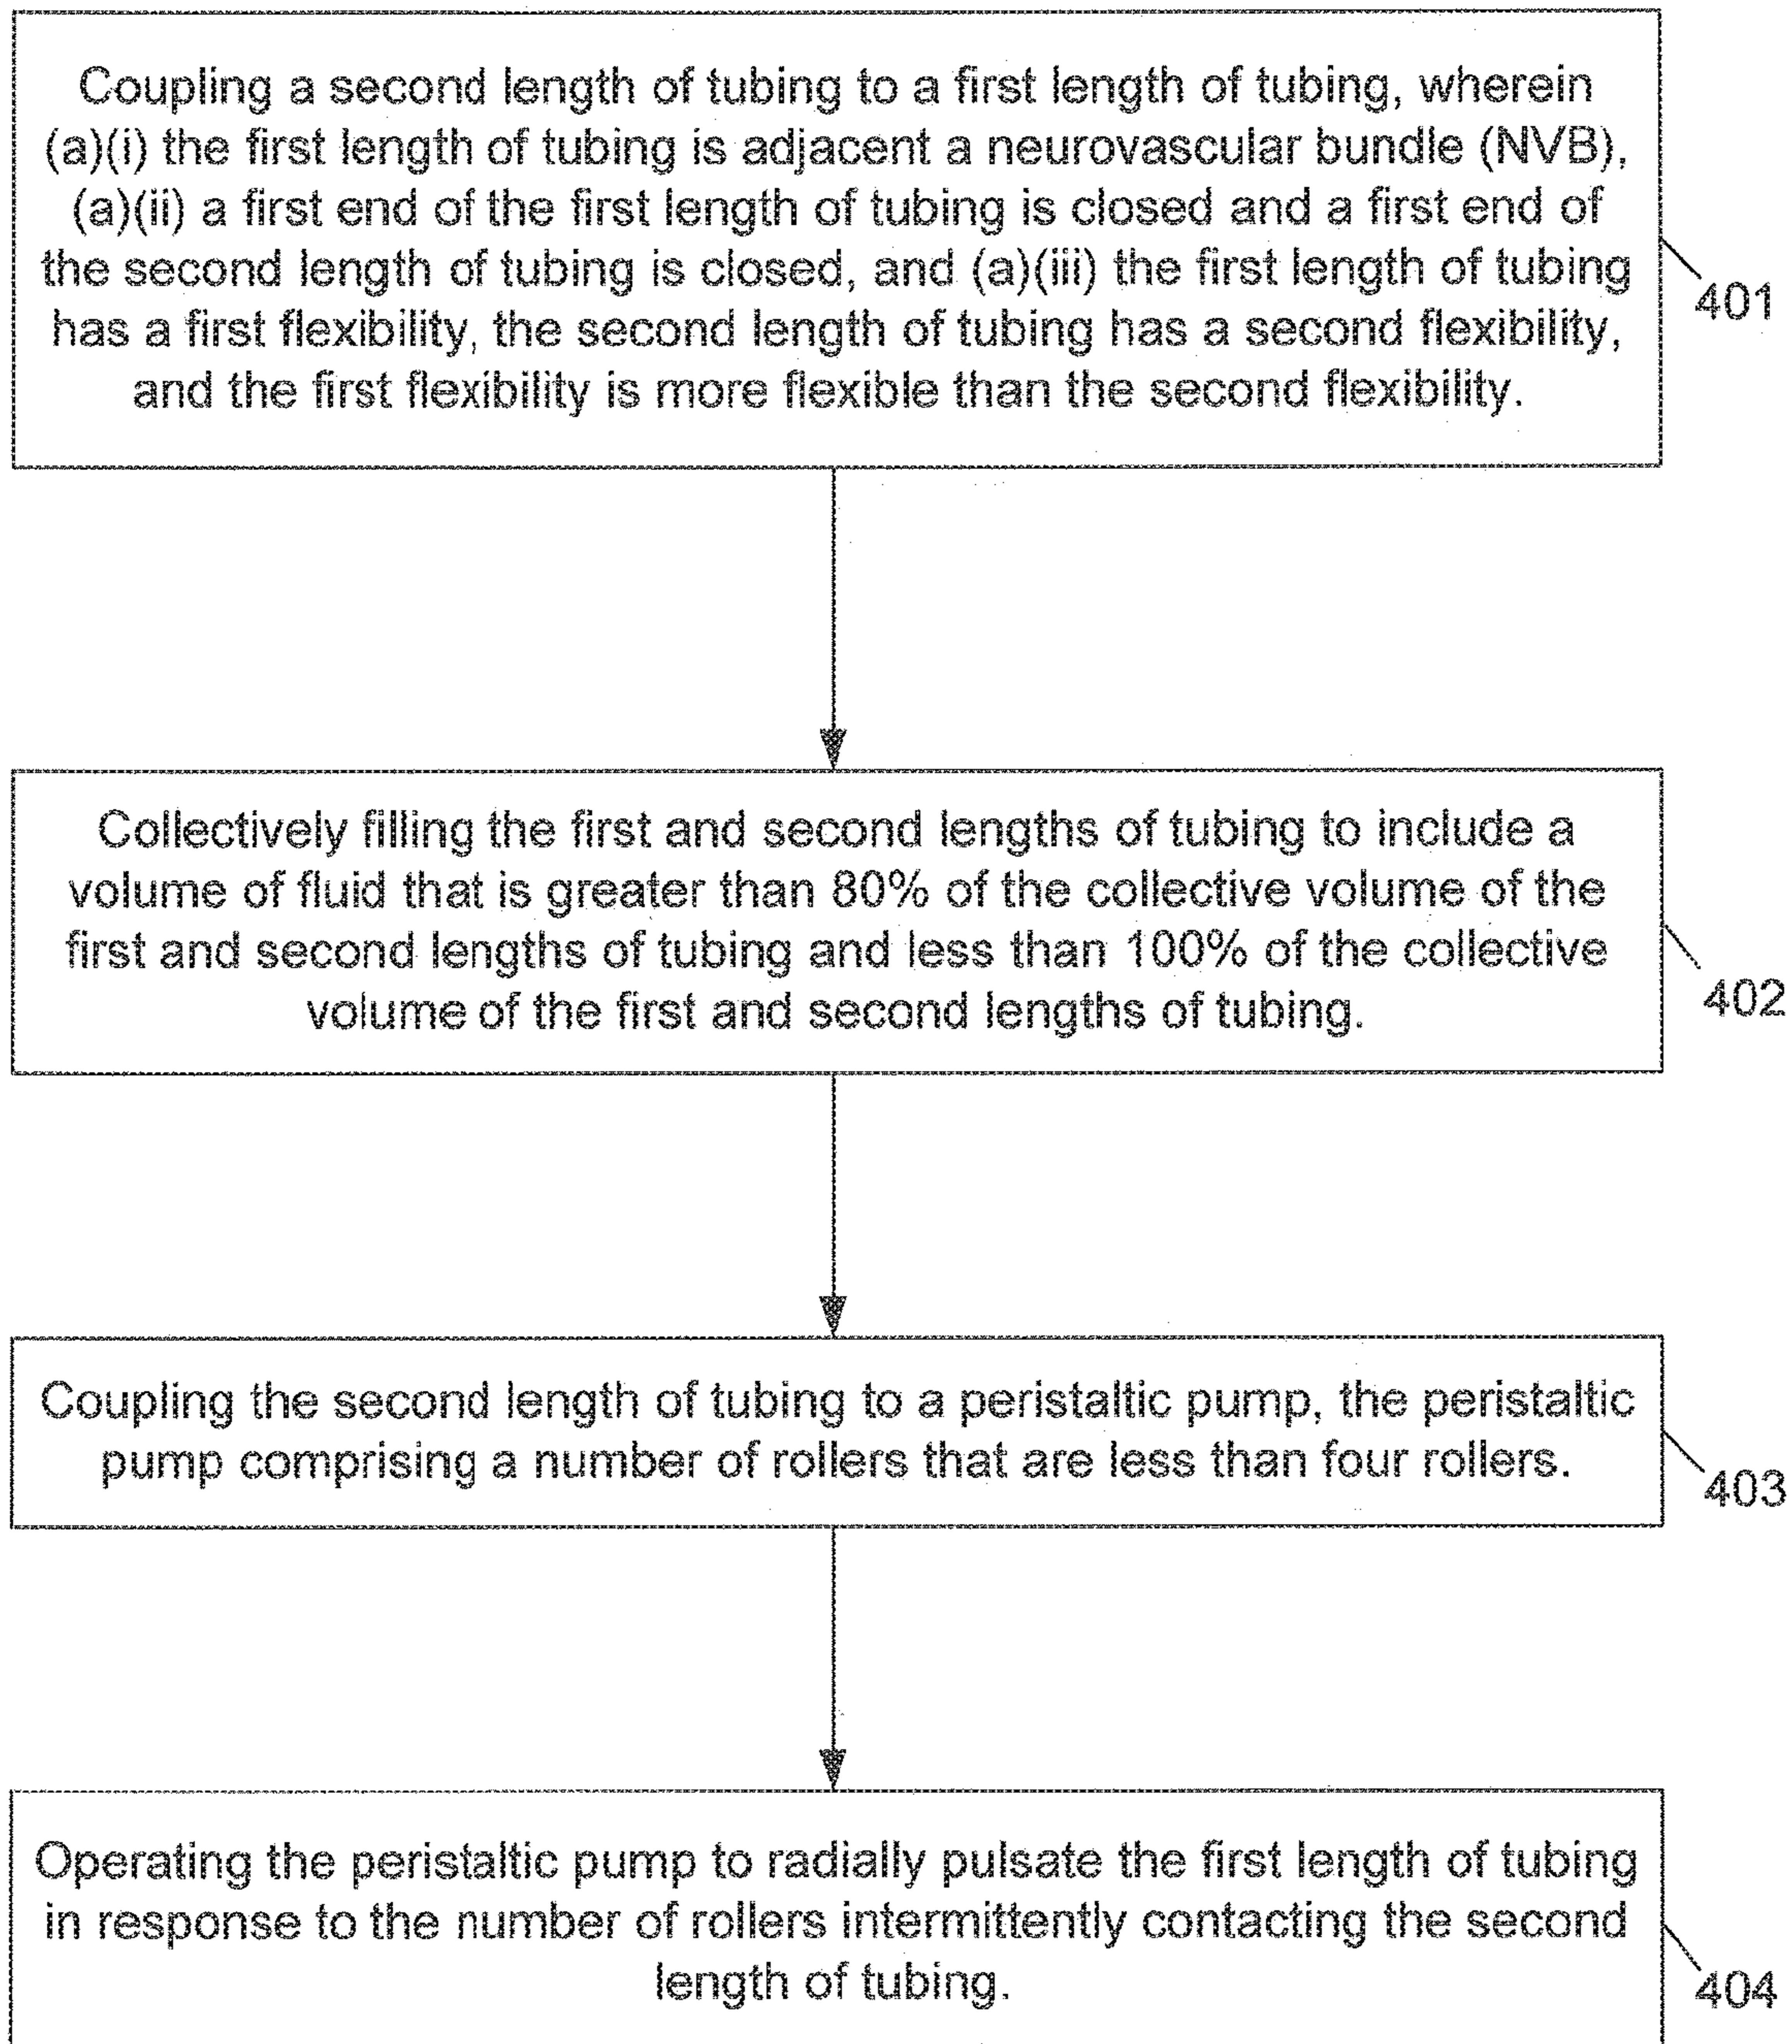 Coupling a second length of tubing to a first length of tubing, wherein
(a)(i) the first length of tubing is adjacent a neurovascular bundle (NVB),
(a)(ii) a first end of the first length of tubing is closed and a first end of
the second length of tubing is closed, and (a)(iii) the first length of tubing
has a first flexibility, the second length of tubing has a second flexibility,
and the first flexibility is more flexible than the second flexibility.
401
Collectively filling the first and second lengths of tubing to include a
volume of fluid that is greater than 80% of the collective volume of the
first and second lengths of tubing and less than 100% of the collective
volume of the first and second lengths of tubing.
402
Coupling the second length of tubing to a peristaltic pump, the peristaltic
pump comprising a number of rollers that are less than four rollers.
403
Operating the peristaltic pump to radially pulsate the first length of tubing
in response to the number of rollers intermittently contacting the second
length of tubing.
404